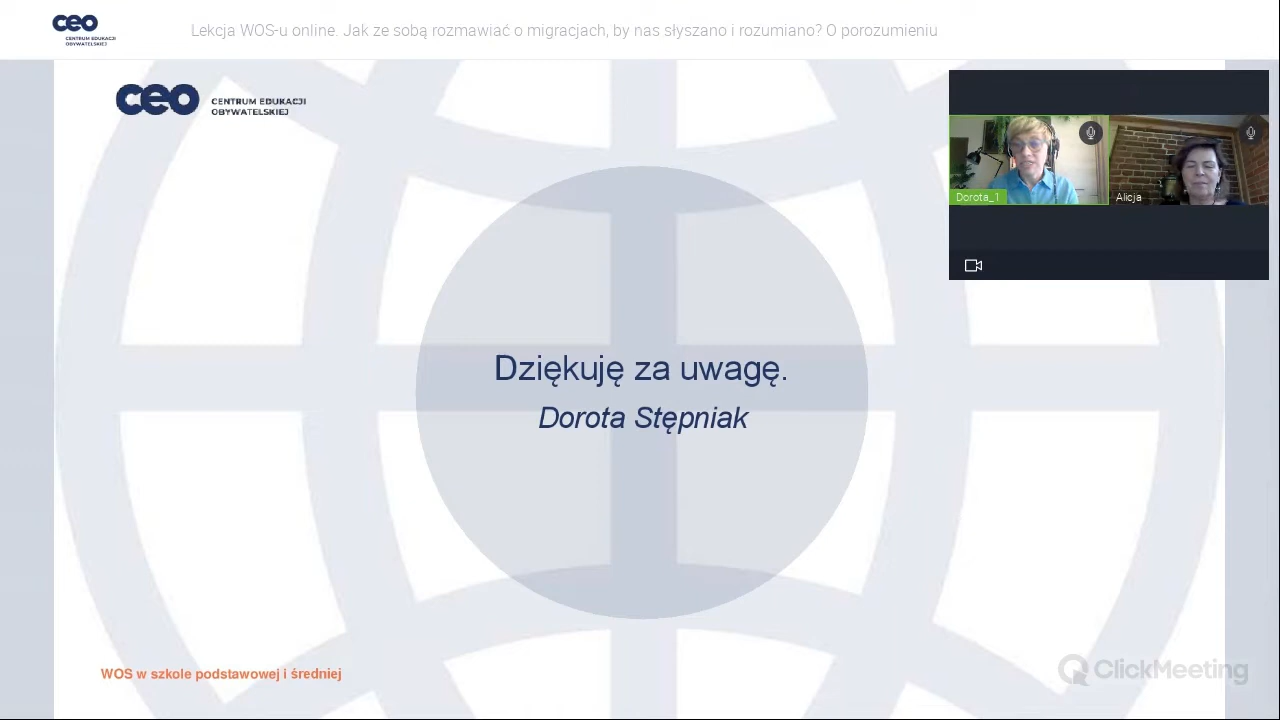 ceo
CENTRUM EDUKACJI
OBYWATELSKIEJ
Lekcja WOS-u online. Jak ze sobą rozmawiać o migracjach, by nas słyszano i rozumiano? O porozumieniu
ceo
CENTRUM EDUKACJI
OBYWATELSKIEJ
Dorota_1
Alicja
Dziękuję za uwagę.
Dorota Stępniak
WOS w szkole podstawowej i średniej
ClickMeeting